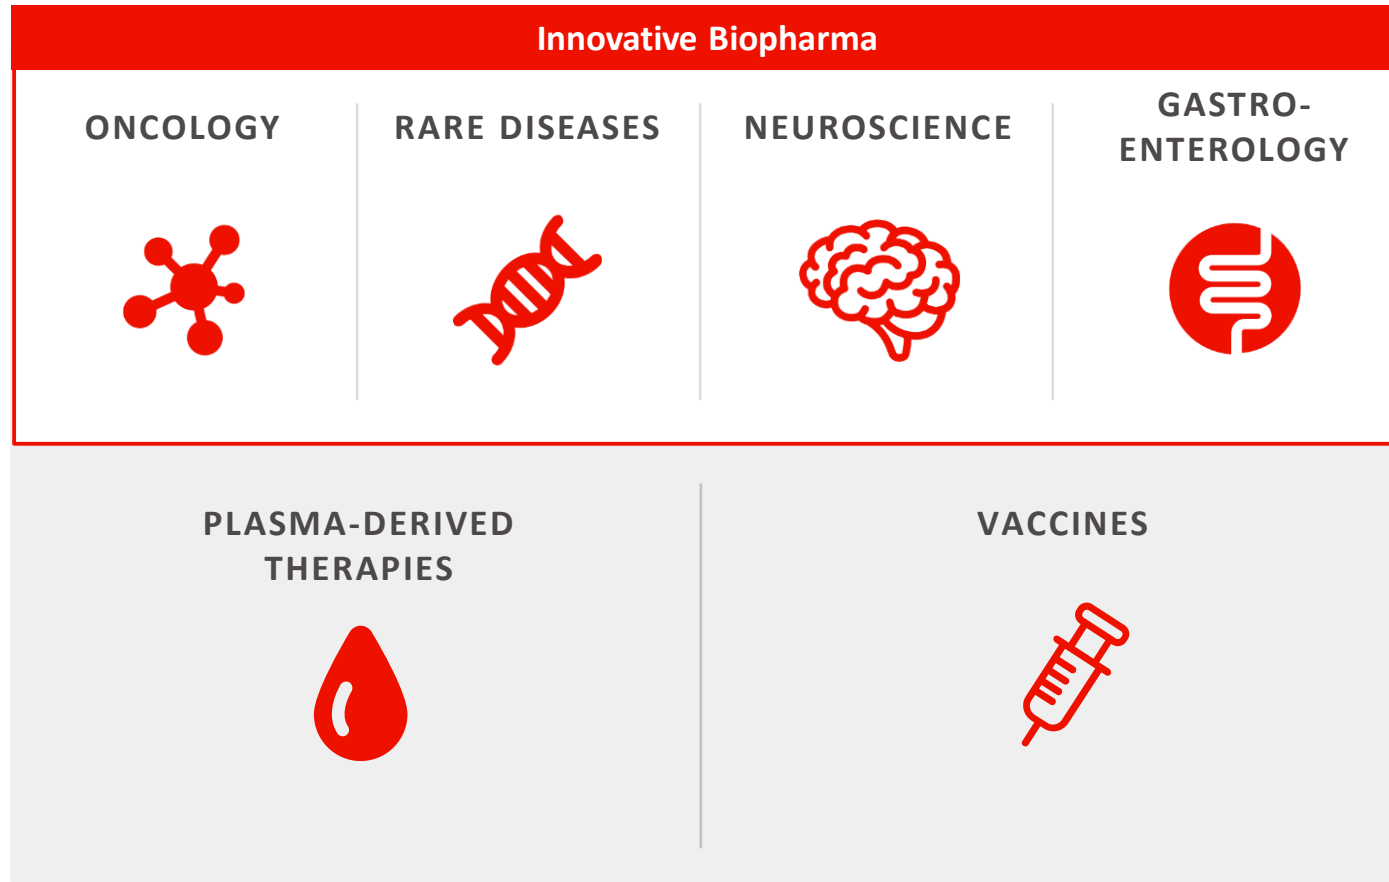 Innovative Biopharma
ONCOLOGY
RARE DISEASES
NEUROSCIENCE
GASTRO-
ENTEROLOGY
PLASMA-DERIVED
THERAPIES
VACCINES